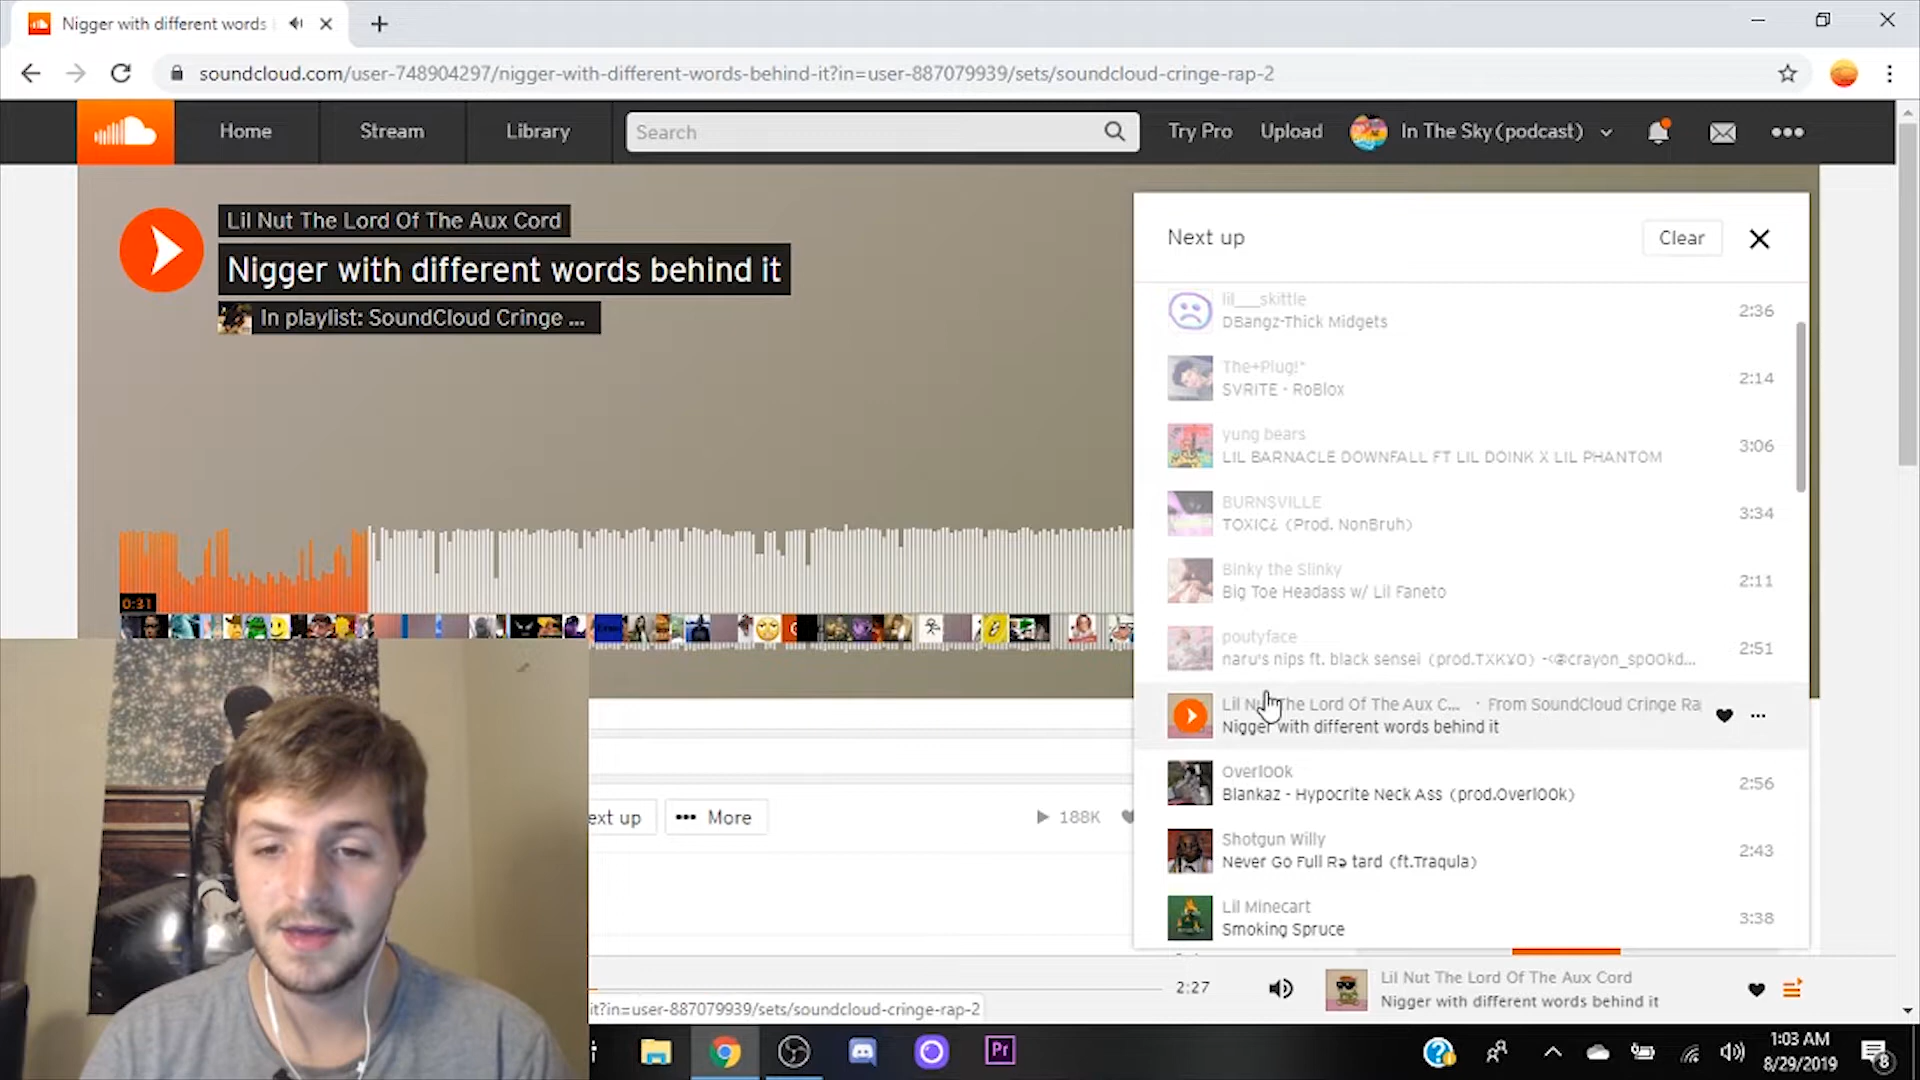 Nigger with different words
soundcloud.com/user-748904297/nigger-with-different-words-behind-it?in=user-887079939/sets/soundcloud-cringe-rap-2
Home
Stream
Library
Search
Try Pro
Upload
In The Sky (podcast)
Lil Nut The Lord Of The Aux Cord
Nigger with different words behind it
In playlist: SoundCloud Cringe ...
0:31
Next up
Clear
lil___skittle
DBangz-Thick Midgets
2:36
The+Plug!*
SVRITE - RoBlox
2:14
yung bears
LIL BARNACLE DOWNFALL FT LIL DOINK X LIL PHANTOM
3:06
BURN$VILLE
TOXIC¿ (Prod. NonBruh)
3:34
Binky the Slinky
Big Toe Headass w/ Lil Faneto
2:11
poutyface
naru's nips ft. black sensei (prod.TXK¥O) -<@crayon_sp00kd...
2:51
Lil Nut The Lord Of The Aux C... · From SoundCloud Cringe Ra
Nigger with different words behind it
Overl00k
Blankaz - Hypocrite Neck Ass (prod.Overl00k)
2:56
Shotgun Willy
Never Go Full Rə tard (ft.Traqula)
2:43
Lil Minecart
Smoking Spruce
3:38
ext up
More
188K
2:27
Lil Nut The Lord Of The Aux Cord
Nigger with different words behind it
it?in=user-887079939/sets/soundcloud-cringe-rap-2
Pr
1:03 AM
8/29/2019
8